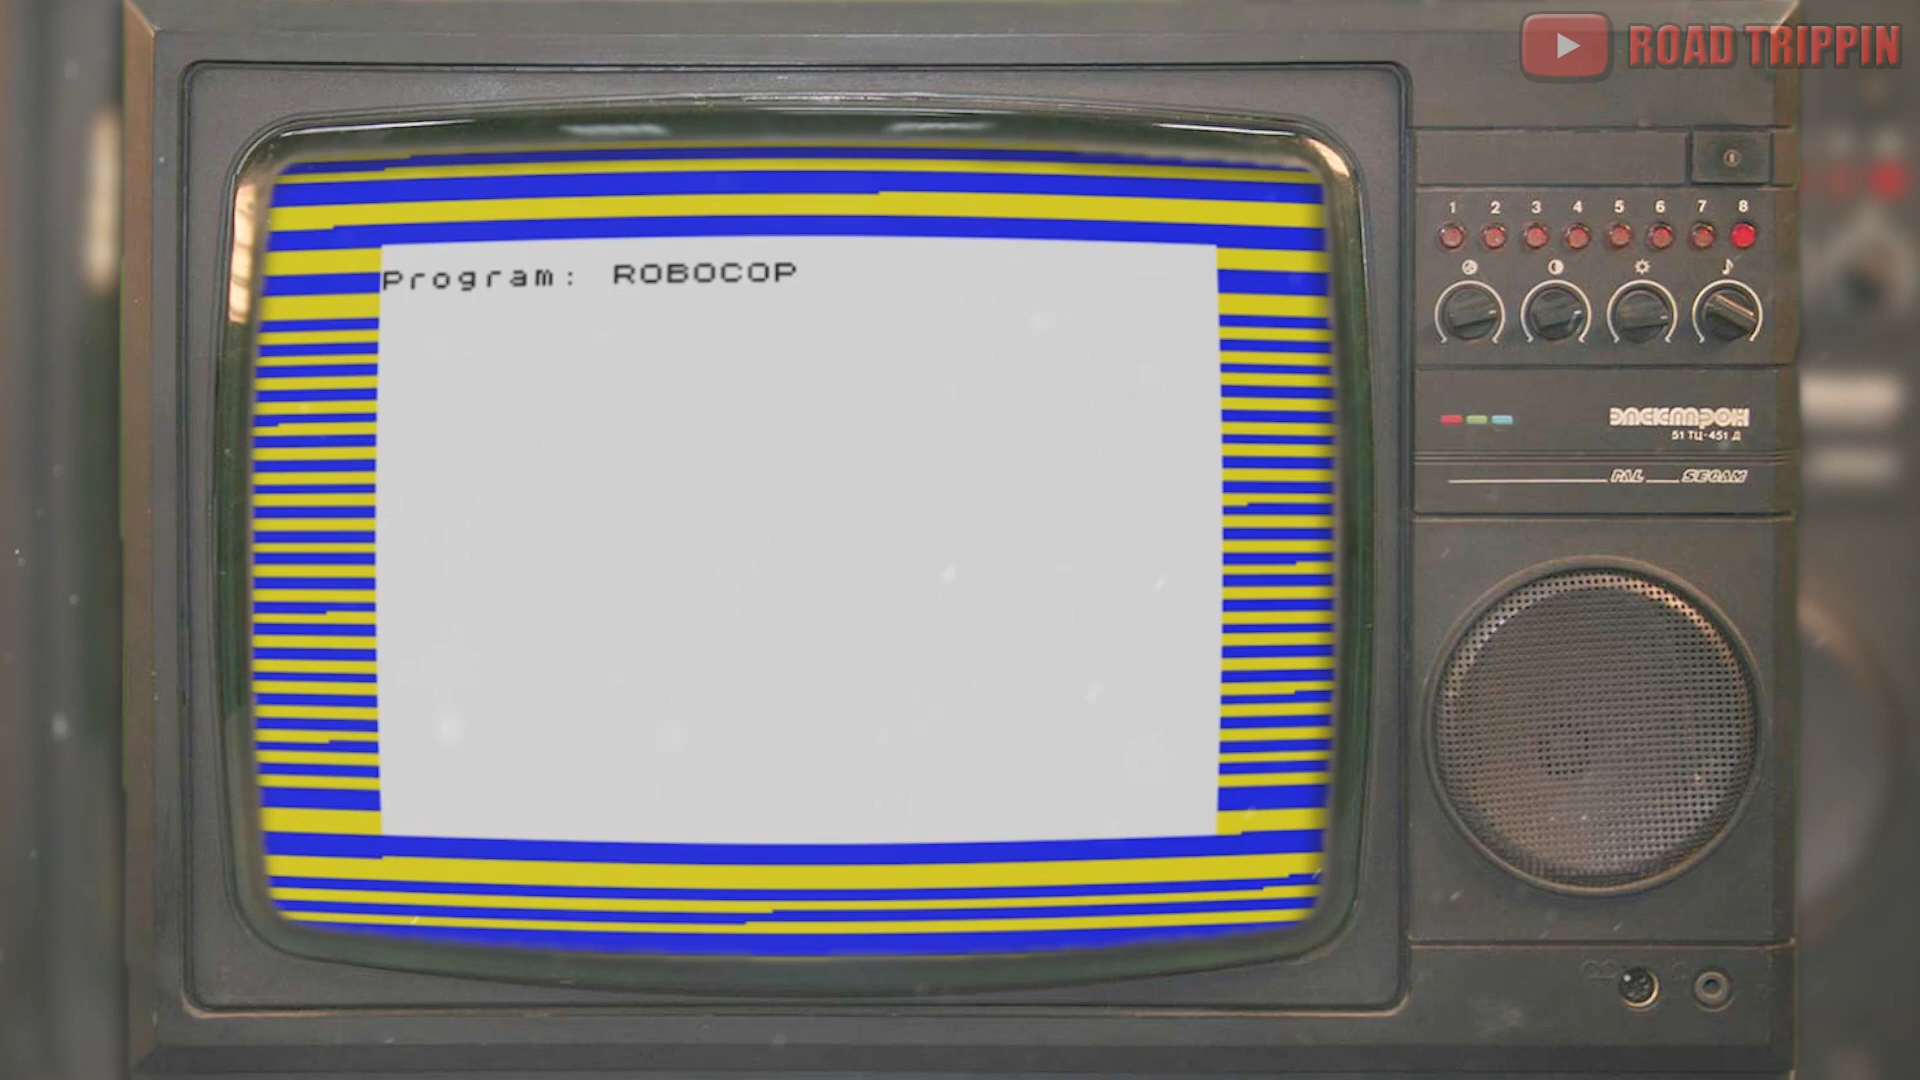 ROAD TRIPPIN
Program: ROBOCOP
1 2 3 4 5 6 7 8
Электрон
51 ТЦ-451 Д
PAL SECAM